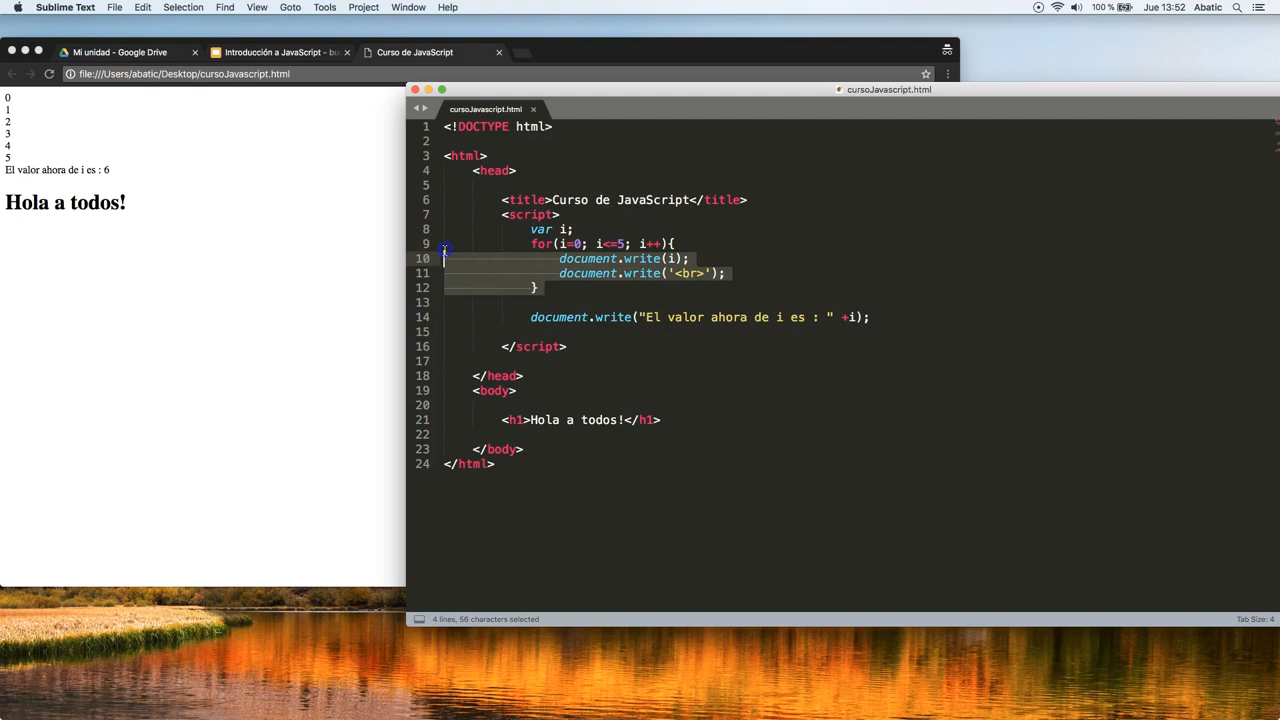 Sublime Text File Edit Selection Find View Goto Tools Project Window Help 100 % Jue 13:52 Abatic
Mi unidad - Google Drive Introducción a JavaScript - bu Curso de JavaScript
file:///Users/abatic/Desktop/cursoJavascript.html
0
1
2
3
4
5
El valor ahora de i es : 6
Hola a todos!
cursoJavascript.html
cursoJavascript.html
1 <!DOCTYPE html>
2
3 <html>
4 <head>
5
6 <title>Curso de JavaScript</title>
7 <script>
8 var i;
9 for(i=0; i<=5; i++){
10 document.write(i);
11 document.write('<br>');
12 }
13
14 document.write("El valor ahora de i es : " +i);
15
16 </script>
17
18 </head>
19 <body>
20
21 <h1>Hola a todos!</h1>
22
23 </body>
24 </html>
4 lines, 56 characters selected
Tab Size: 4